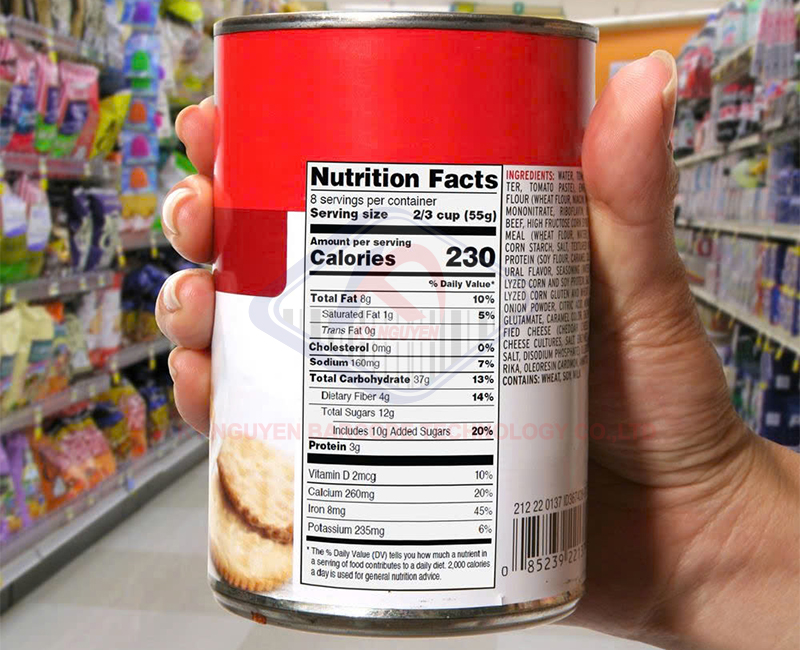 Nutrition Facts
8 servings per container
Serving size 2/3 cup (55g)
Amount per serving
Calories 230
% Daily Value*
Total Fat 8g 10%
Saturated Fat 1g 5%
Trans Fat 0g
Cholesterol 0mg 0%
Sodium 160mg 7%
Total Carbohydrate 37g 13%
Dietary Fiber 4g 14%
Total Sugars 12g
Includes 10g Added Sugars 20%
Protein 3g
Vitamin D 2mcg 10%
Calcium 260mg 20%
Iron 8mg 45%
Potassium 235mg 6%
* The % Daily Value (DV) tells you how much a nutrient in
a serving of food contributes to a daily diet. 2,000 calories
a day is used for general nutrition advice.
INGREDIENTS: WATER,
TER, TOMATO PASTE
FLOUR (WHEAT FLOUR,
MONONITRATE,
BEEF, HIGH FRUCTOSE CORN
MEAL (WHEAT FLOUR,
CORN STARCH, SALT,
PROTEIN (SOY FLOUR,
URAL FLAVOR, SEASONING
LYZED CORN AND SOY
LYZED CORN GLUTEN AND
ONION POWDER, CITRIC
GLUTAMATE, CARAMEL
FIED CHEESE (CHEDDAR
CHEESE CULTURES, SALT,
SALT, DISODIUM
RIKA, OLEORESIN
CONTAINS: WHEAT, SOY,
212 22 0137
0 85239
NGUYEN
NGUYEN